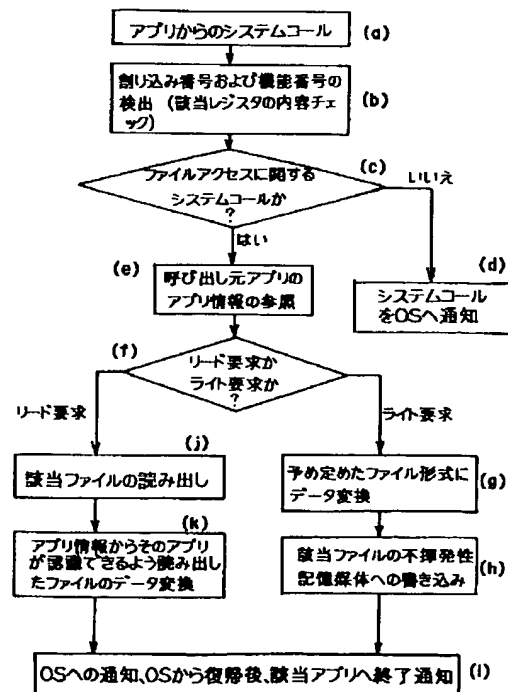 アプリからのシステムコール
(a)
割り込み番号および機能番号の
検出 (該当レジスタの内容チェ
ック)
(b)
ファイルアクセスに関する
システムコールか
?
(c)
いいえ
はい
(d)
システムコール
をOSへ通知
(e)
呼び出し元アプリの
アプリ情報の参照
(f)
リード要求か
ライト要求か
?
リード要求
ライト要求
(j)
該当ファイルの読み出し
予め定めたファイル形式に
データ変換
(g)
(k)
アプリ情報からそのアプリ
が認識できるよう読み出し
たファイルのデータ変換
該当ファイルの不揮発性
記憶媒体への書き込み
(h)
OSへの通知、OSから復帰後、該当アプリへ終了通知
(i)